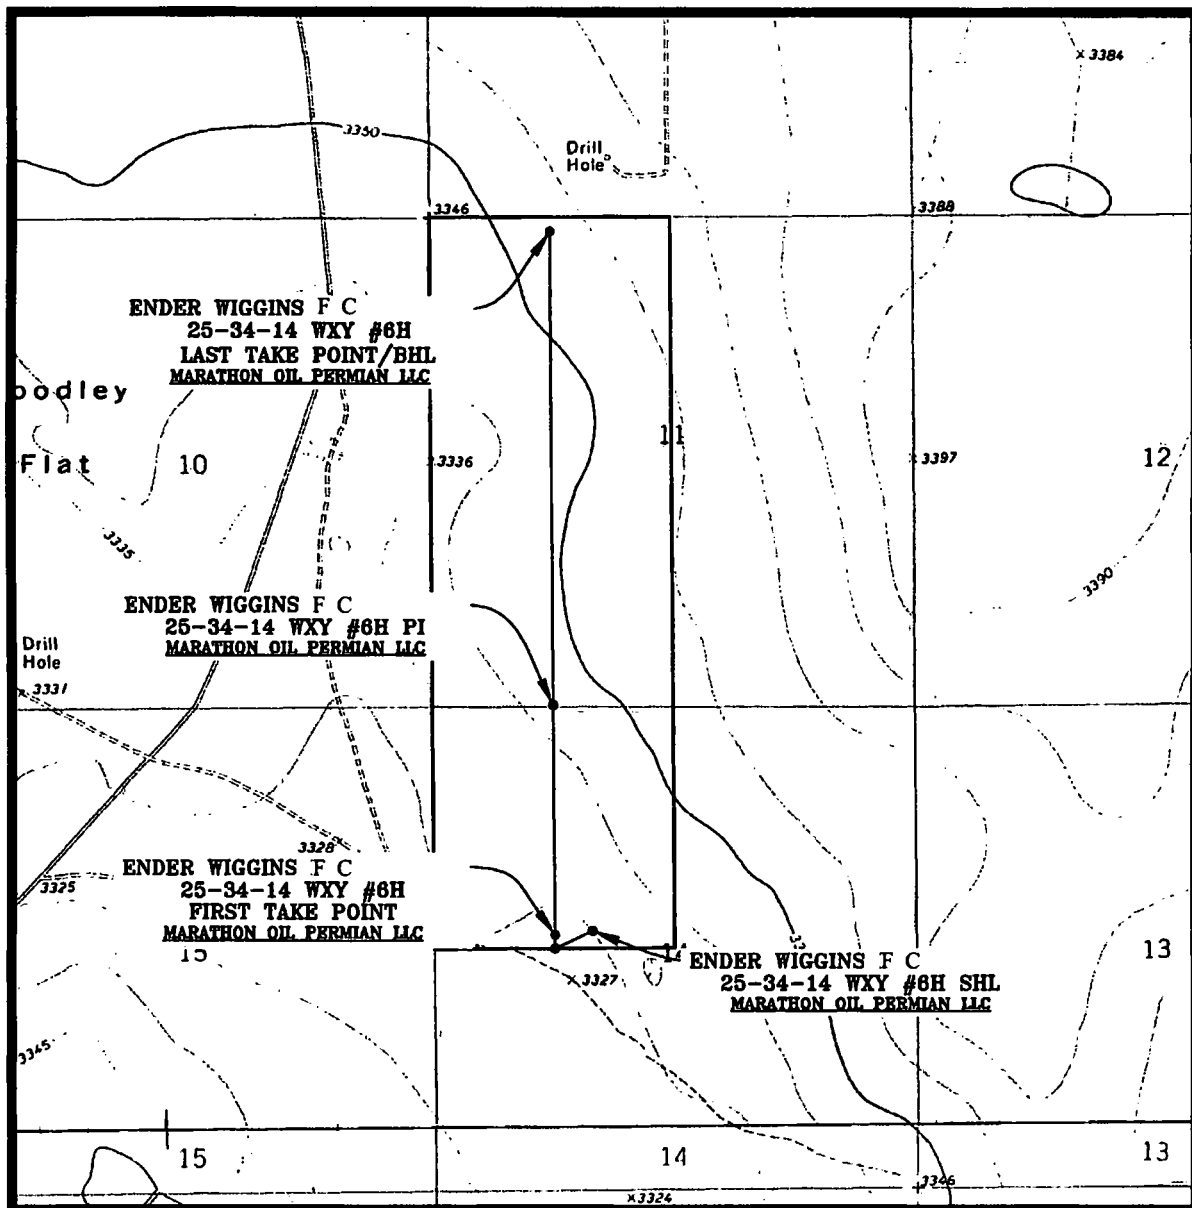 3384
3350
Drill
Hole
3346
3388
ENDER WIGGINS F C
25-34-14 WXY #6H
LAST TAKE POINT/BHL
MARATHON OIL PERMIAN LLC
oodley
Flat
10
3336
11
3397
12
3335
3390
ENDER WIGGINS F C
25-34-14 WXY #6H PI
MARATHON OIL PERMIAN LLC
Drill
Hole
3331
3328
3325
ENDER WIGGINS F C
25-34-14 WXY #6H
FIRST TAKE POINT
MARATHON OIL PERMIAN LLC
15
14
13
3327
ENDER WIGGINS F C
25-34-14 WXY #6H SHL
MARATHON OIL PERMIAN LLC
3345
15
14
13
3346
3324